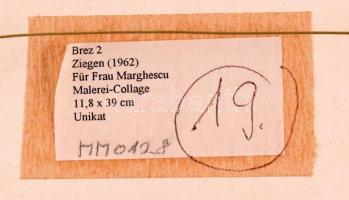 Brez 2
Ziegen (1962)
Für Frau Marghescu
Malerei-Collage
11,8 x 39 cm
Unikat
MM0128
19.